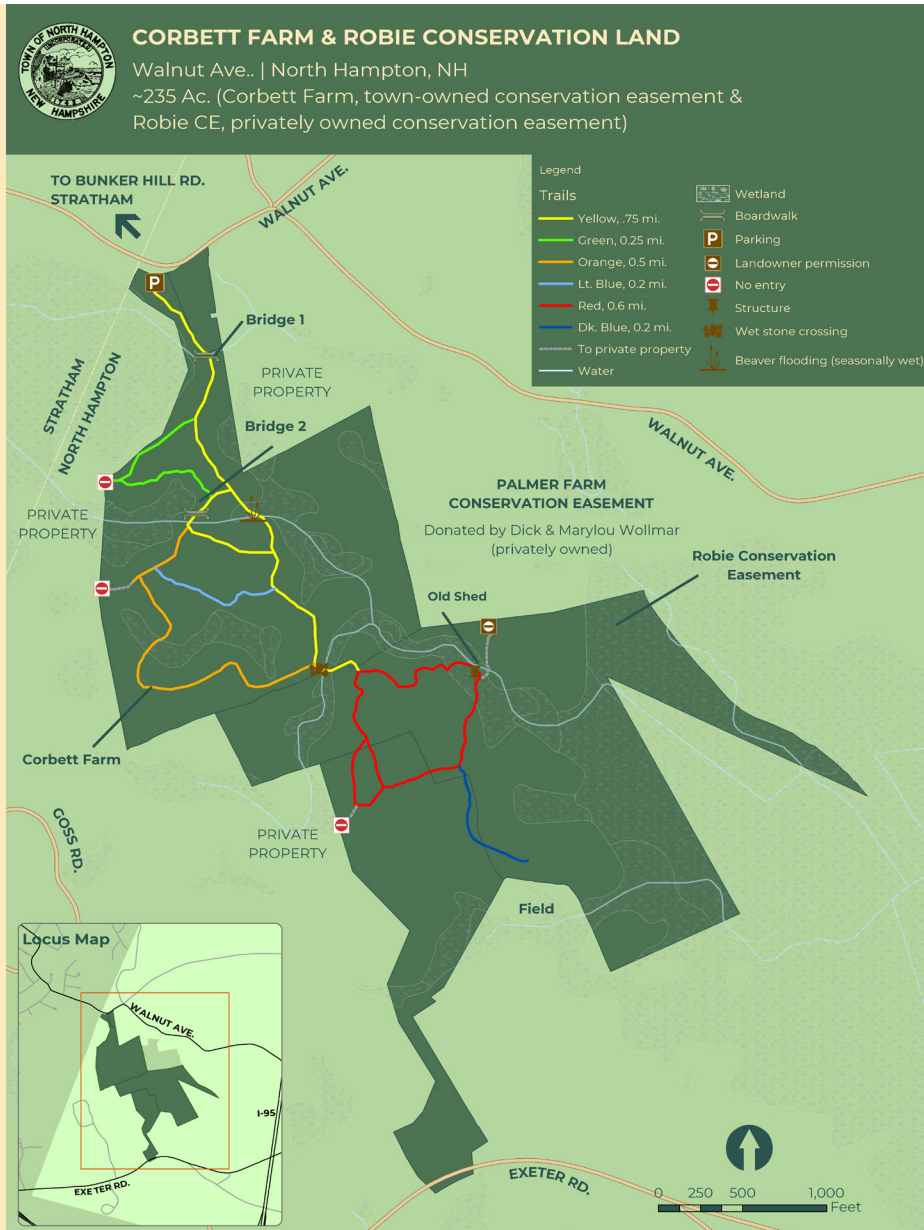 TOWN OF NORTH HAMPTON
INCORPORATED
1742
NEW HAMPSHIRE
CORBETT FARM & ROBIE CONSERVATION LAND
Walnut Ave.. | North Hampton, NH
~235 Ac. (Corbett Farm, town-owned conservation easement &
Robie CE, privately owned conservation easement)
TO BUNKER HILL RD.
STRATHAM
WALNUT AVE.
Legend
Trails
Yellow, .75 mi.
Green, 0.25 mi.
Orange, 0.5 mi.
Lt. Blue, 0.2 mi.
Red, 0.6 mi.
Dk. Blue, 0.2 mi.
To private property
Water
Wetland
Boardwalk
P
Parking
Landowner permission
No entry
Structure
Wet stone crossing
Beaver flooding (seasonally wet)
P
Bridge 1
PRIVATE
PROPERTY
STRATHAM
NORTH HAMPTON
Bridge 2
WALNUT AVE.
PRIVATE
PROPERTY
PALMER FARM
CONSERVATION EASEMENT
Donated by Dick & Marylou Wollmar
(privately owned)
Robie Conservation
Easement
Old Shed
Corbett Farm
GOSS RD.
PRIVATE
PROPERTY
Field
Locus Map
WALNUT AVE.
I-95
EXETER RD.
EXETER RD.
0 250 500 1,000
Feet